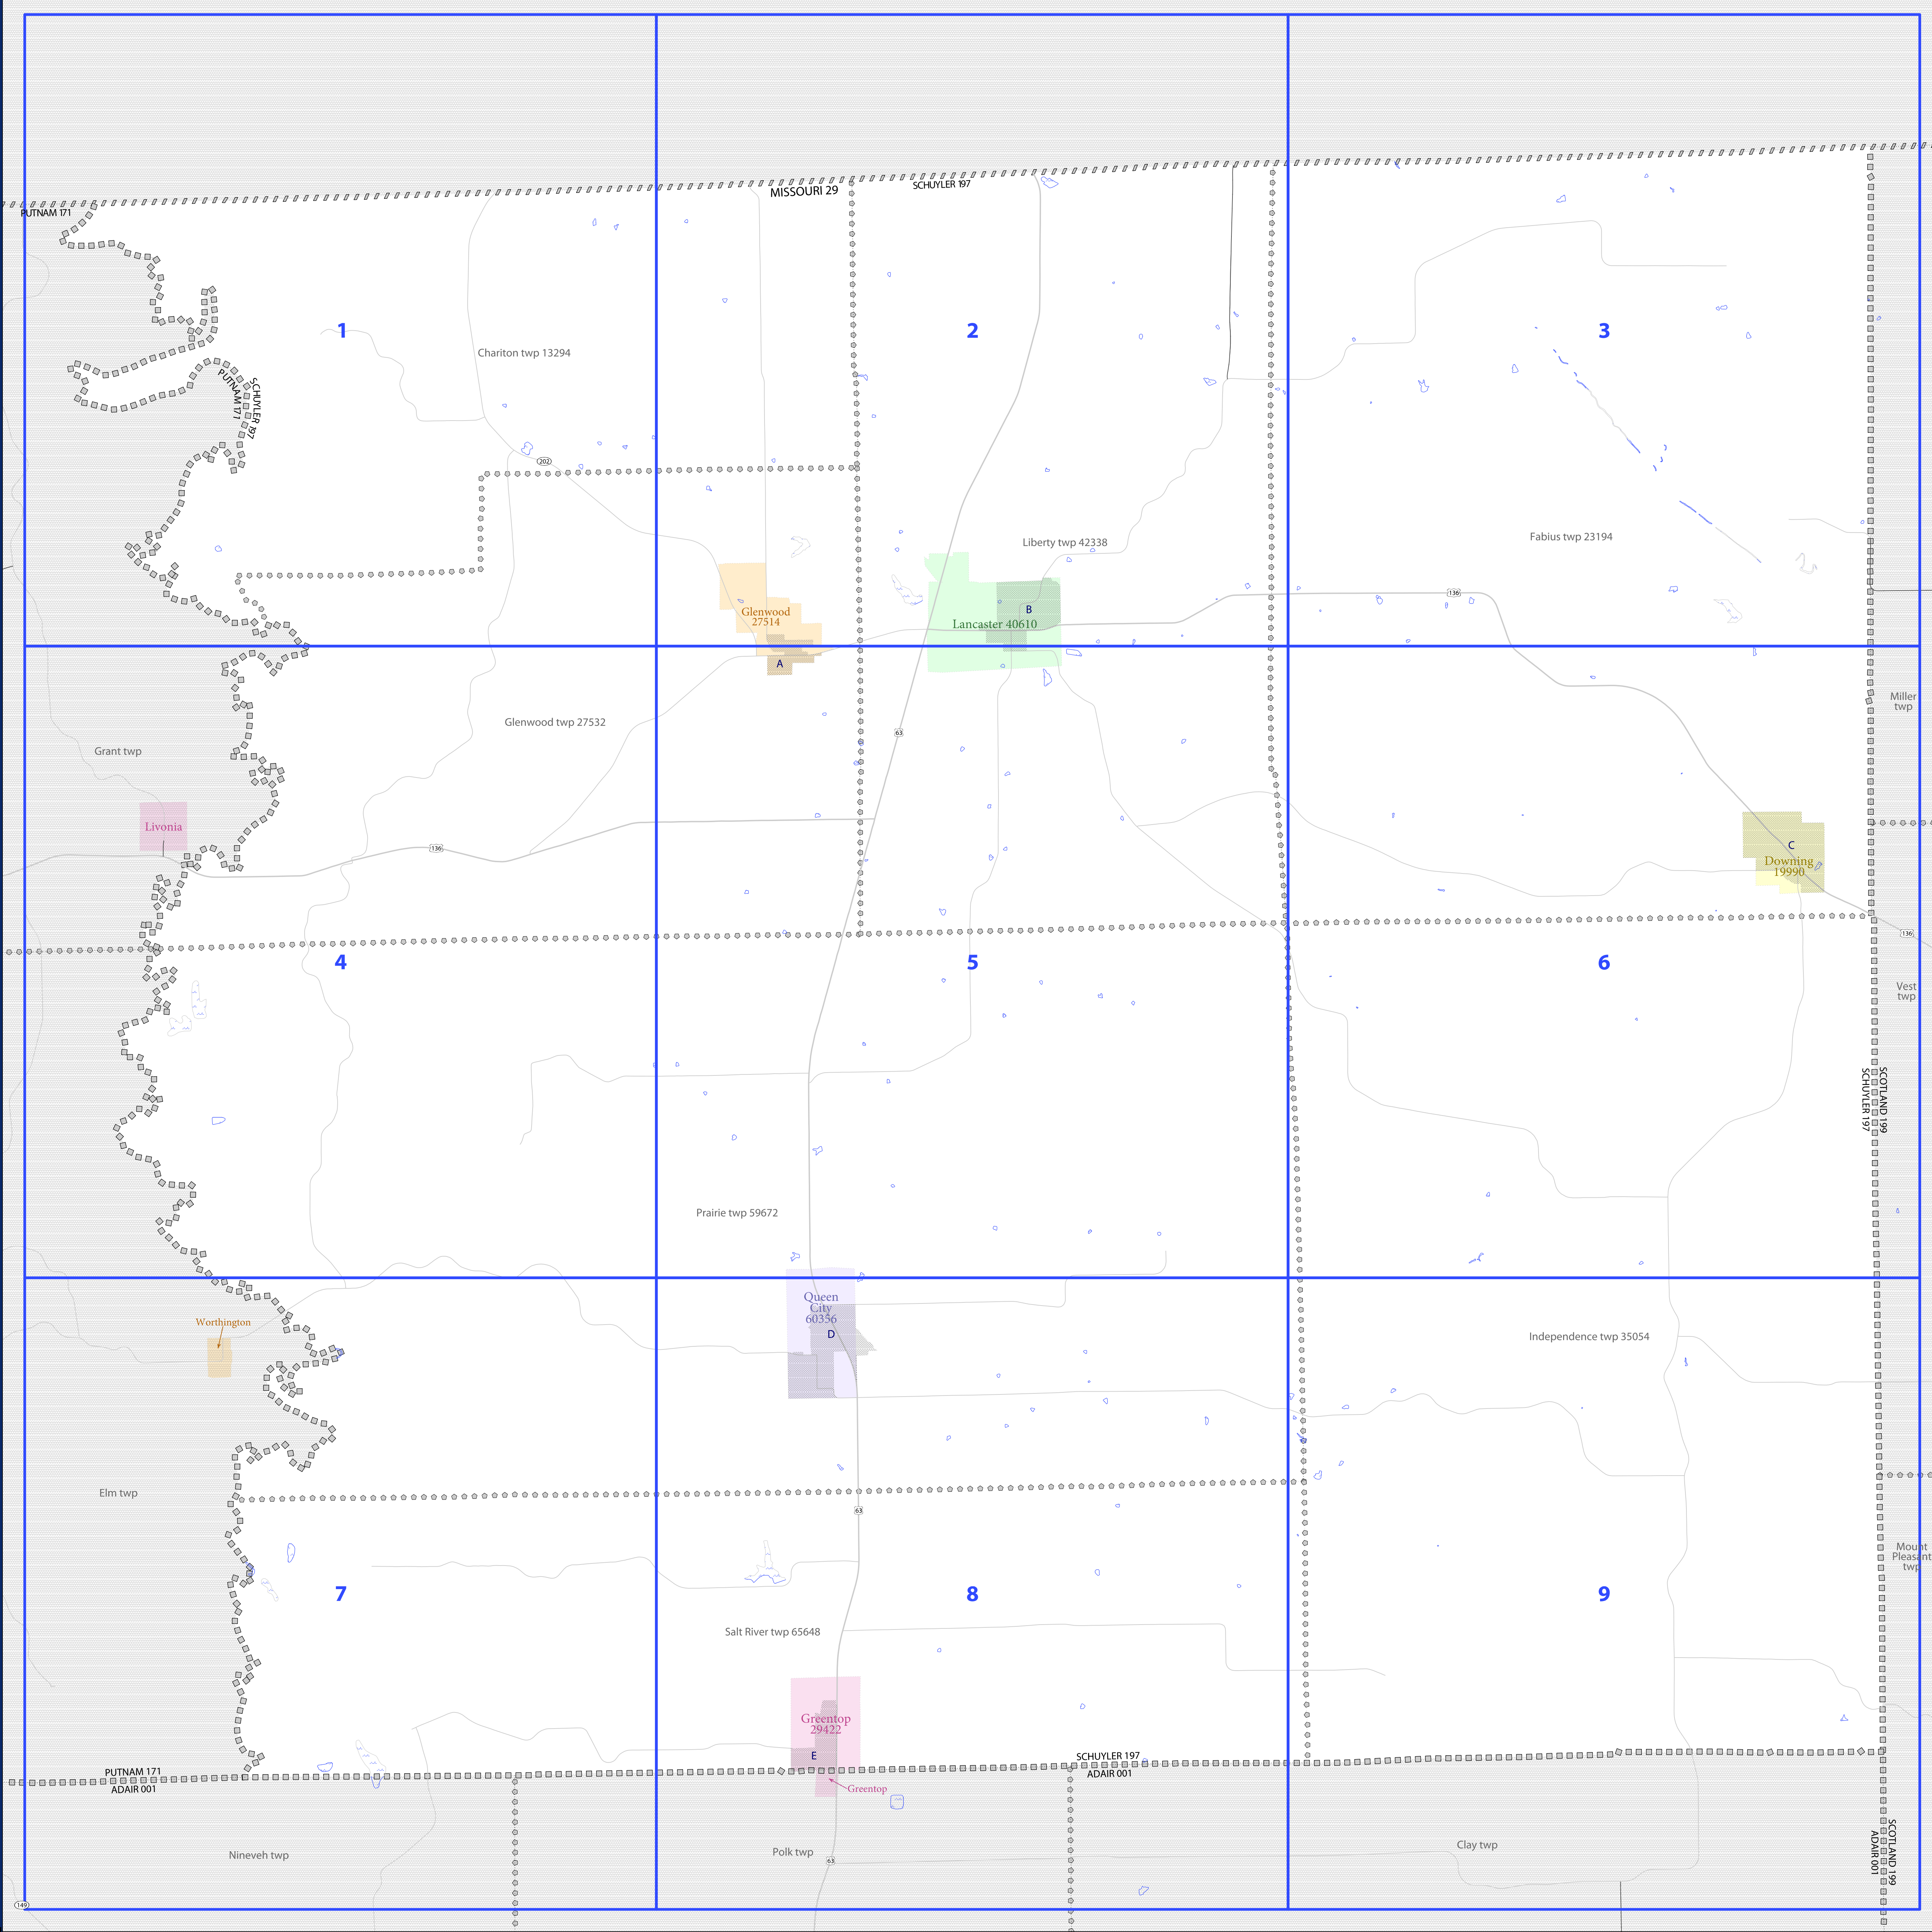 MISSOURI 29
SCHUYLER 197
PUTNAM 171
1
2
3
Chariton twp 13294
PUTNAM 171
SCHUYLER 197
202
Liberty twp 42338
Fabius twp 23194
136
Glenwood
27514
B
Lancaster 40610
A
Miller
twp
Glenwood twp 27532
63
Grant twp
Livonia
136
C
Downing
19990
136
4
5
6
Vest
twp
SCHUYLER 197
SCOTLAND 199
Prairie twp 59672
Queen
City
60356
D
Worthington
Independence twp 35054
Elm twp
63
Mount
Pleasant
twp
7
8
9
Salt River twp 65648
Greentop
29422
E
SCHUYLER 197
ADAIR 001
PUTNAM 171
ADAIR 001
Greentop
Nineveh twp
Polk twp
Clay twp
63
ADAIR 001
SCOTLAND 199
149